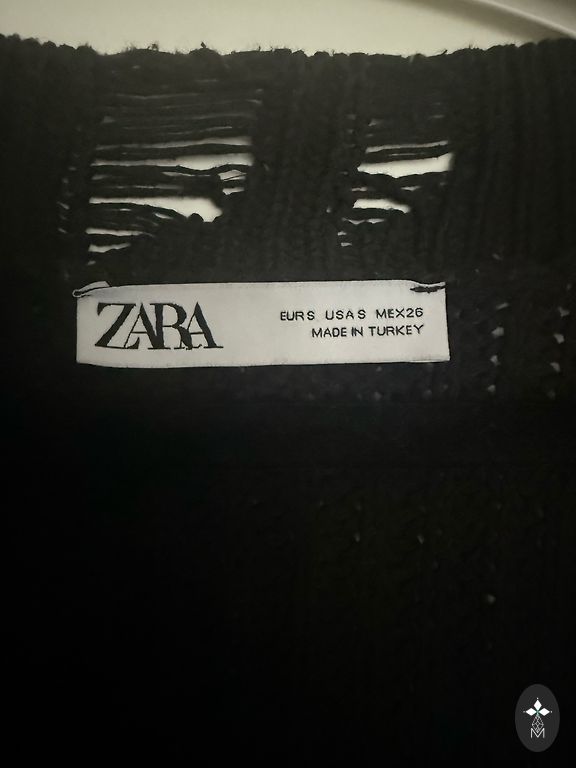 ZARA
EUR S USA S MEX 26
MADE IN TURKEY
M